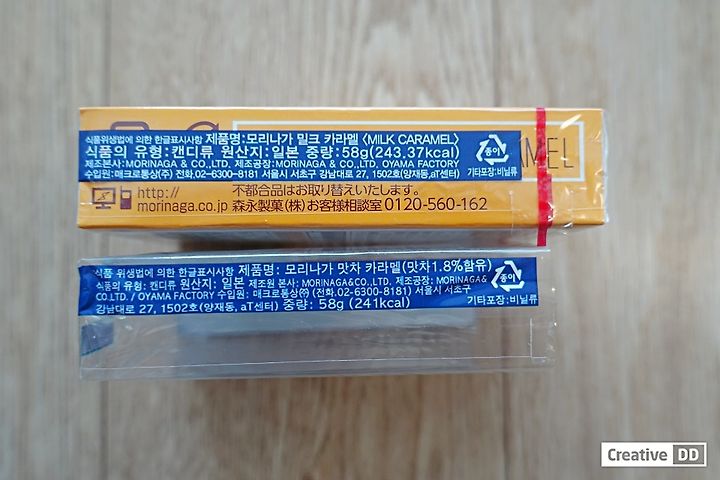 식품위생법에 의한 한글표시사항 제품명:모리나가 밀크 카라멜 〈MILK CARAMEL〉
식품의 유형:캔디류 원산지:일본 중량:58g(243.37kcal)
제조본사:MORINAGA & CO.,LTD. 제조공장:MORINAGA & CO.,LTD, OYAMA FACTORY
수입원:매크로통상(주) 전화.02-6300-8181 서울시 서초구 강남대로 27, 1502호(양재동,aT센터)
종이
기타포장:비닐류
AMEL
http://
morinaga.co.jp
不都合品はお取り替えいたします。
森永製菓(株)お客様相談室 0120-560-162
식품 위생법에 의한 한글표시사항 제품명: 모리나가 맛차 카라멜(맛차1.8%함유)
식품의 유형: 캔디류 원산지: 일본 제조원 본사: MORINAGA&CO.,LTD. 제조공장: MORINAGA&
CO.LTD. / OYAMA FACTORY 수입원: 매크로통상(주) (전화.02-6300-8181) 서울시 서초구
강남대로 27, 1502호(양재동, aT센터) 중량: 58g (241kcal)
종이
기타포장:비닐류
Creative DD